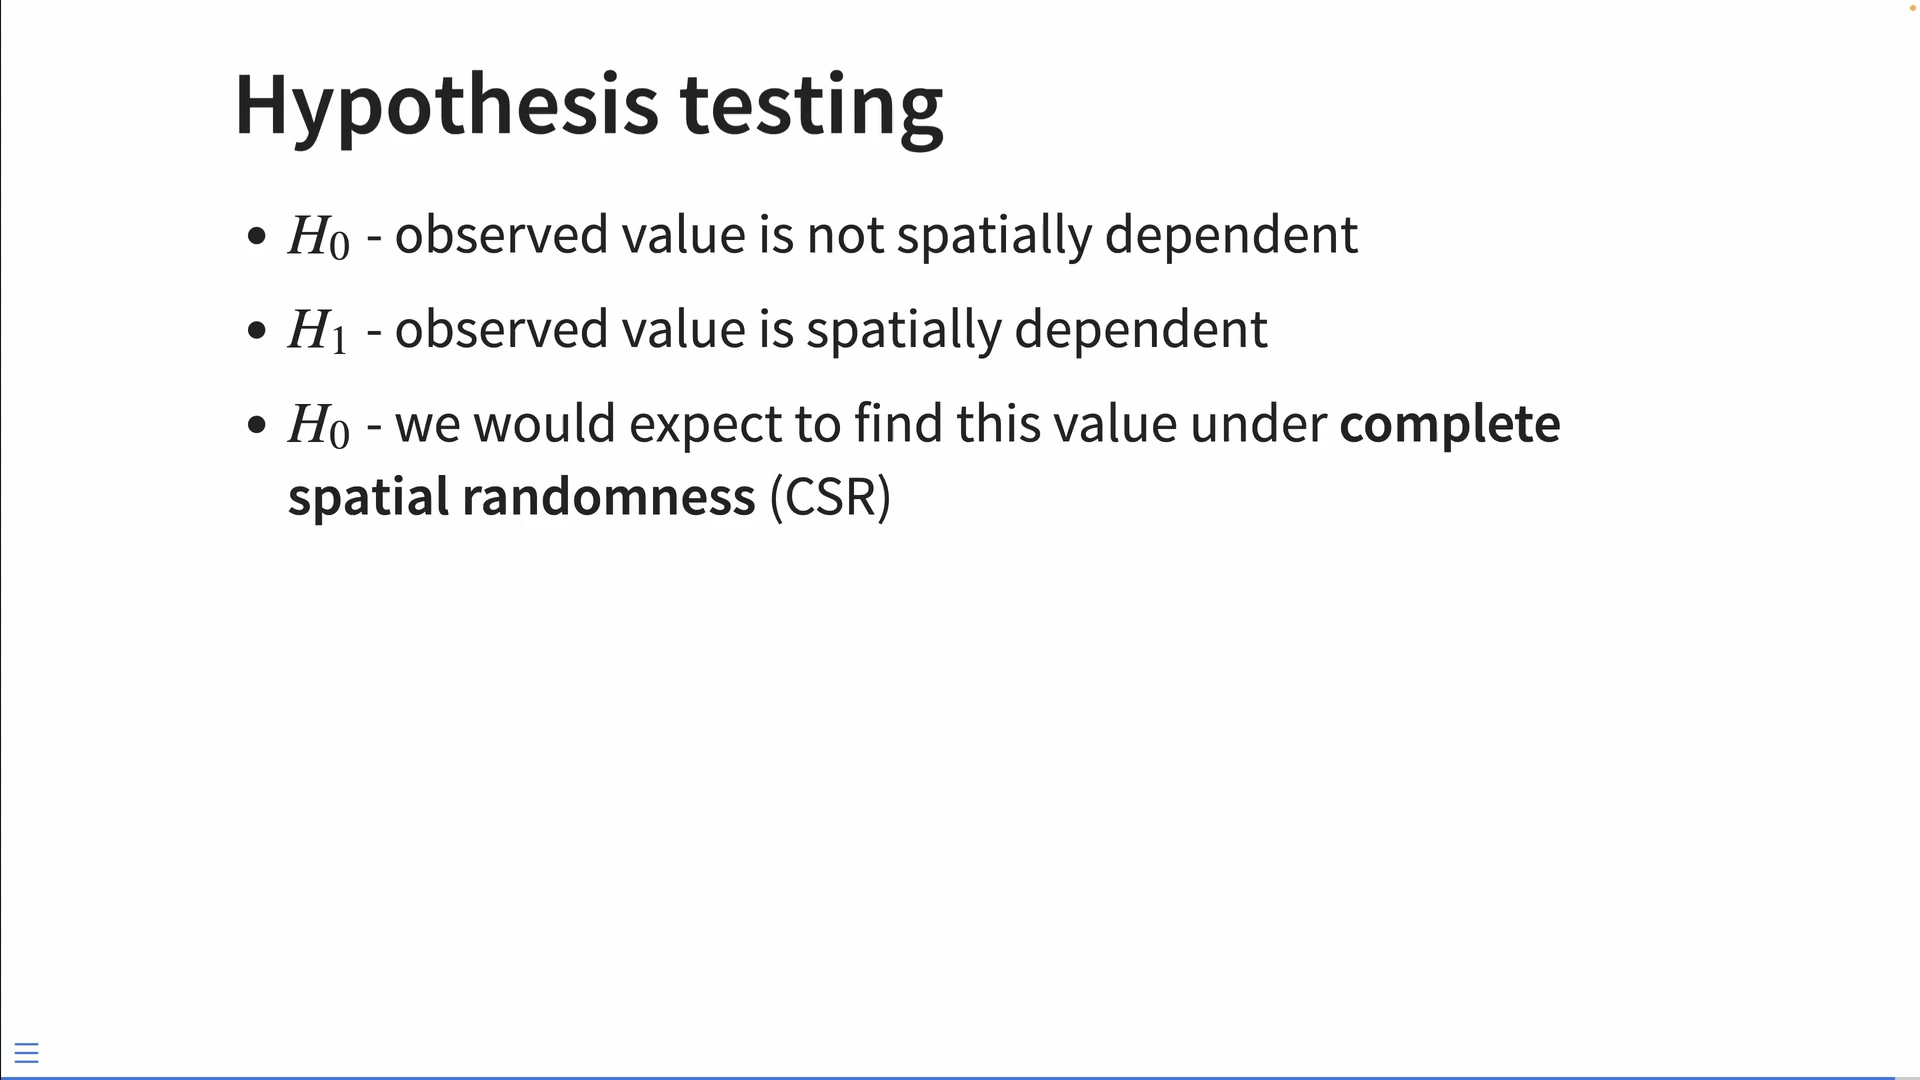 Hypothesis testing
• H₀ - observed value is not spatially dependent
• H₁ - observed value is spatially dependent
• H₀ - we would expect to find this value under complete
spatial randomness (CSR)